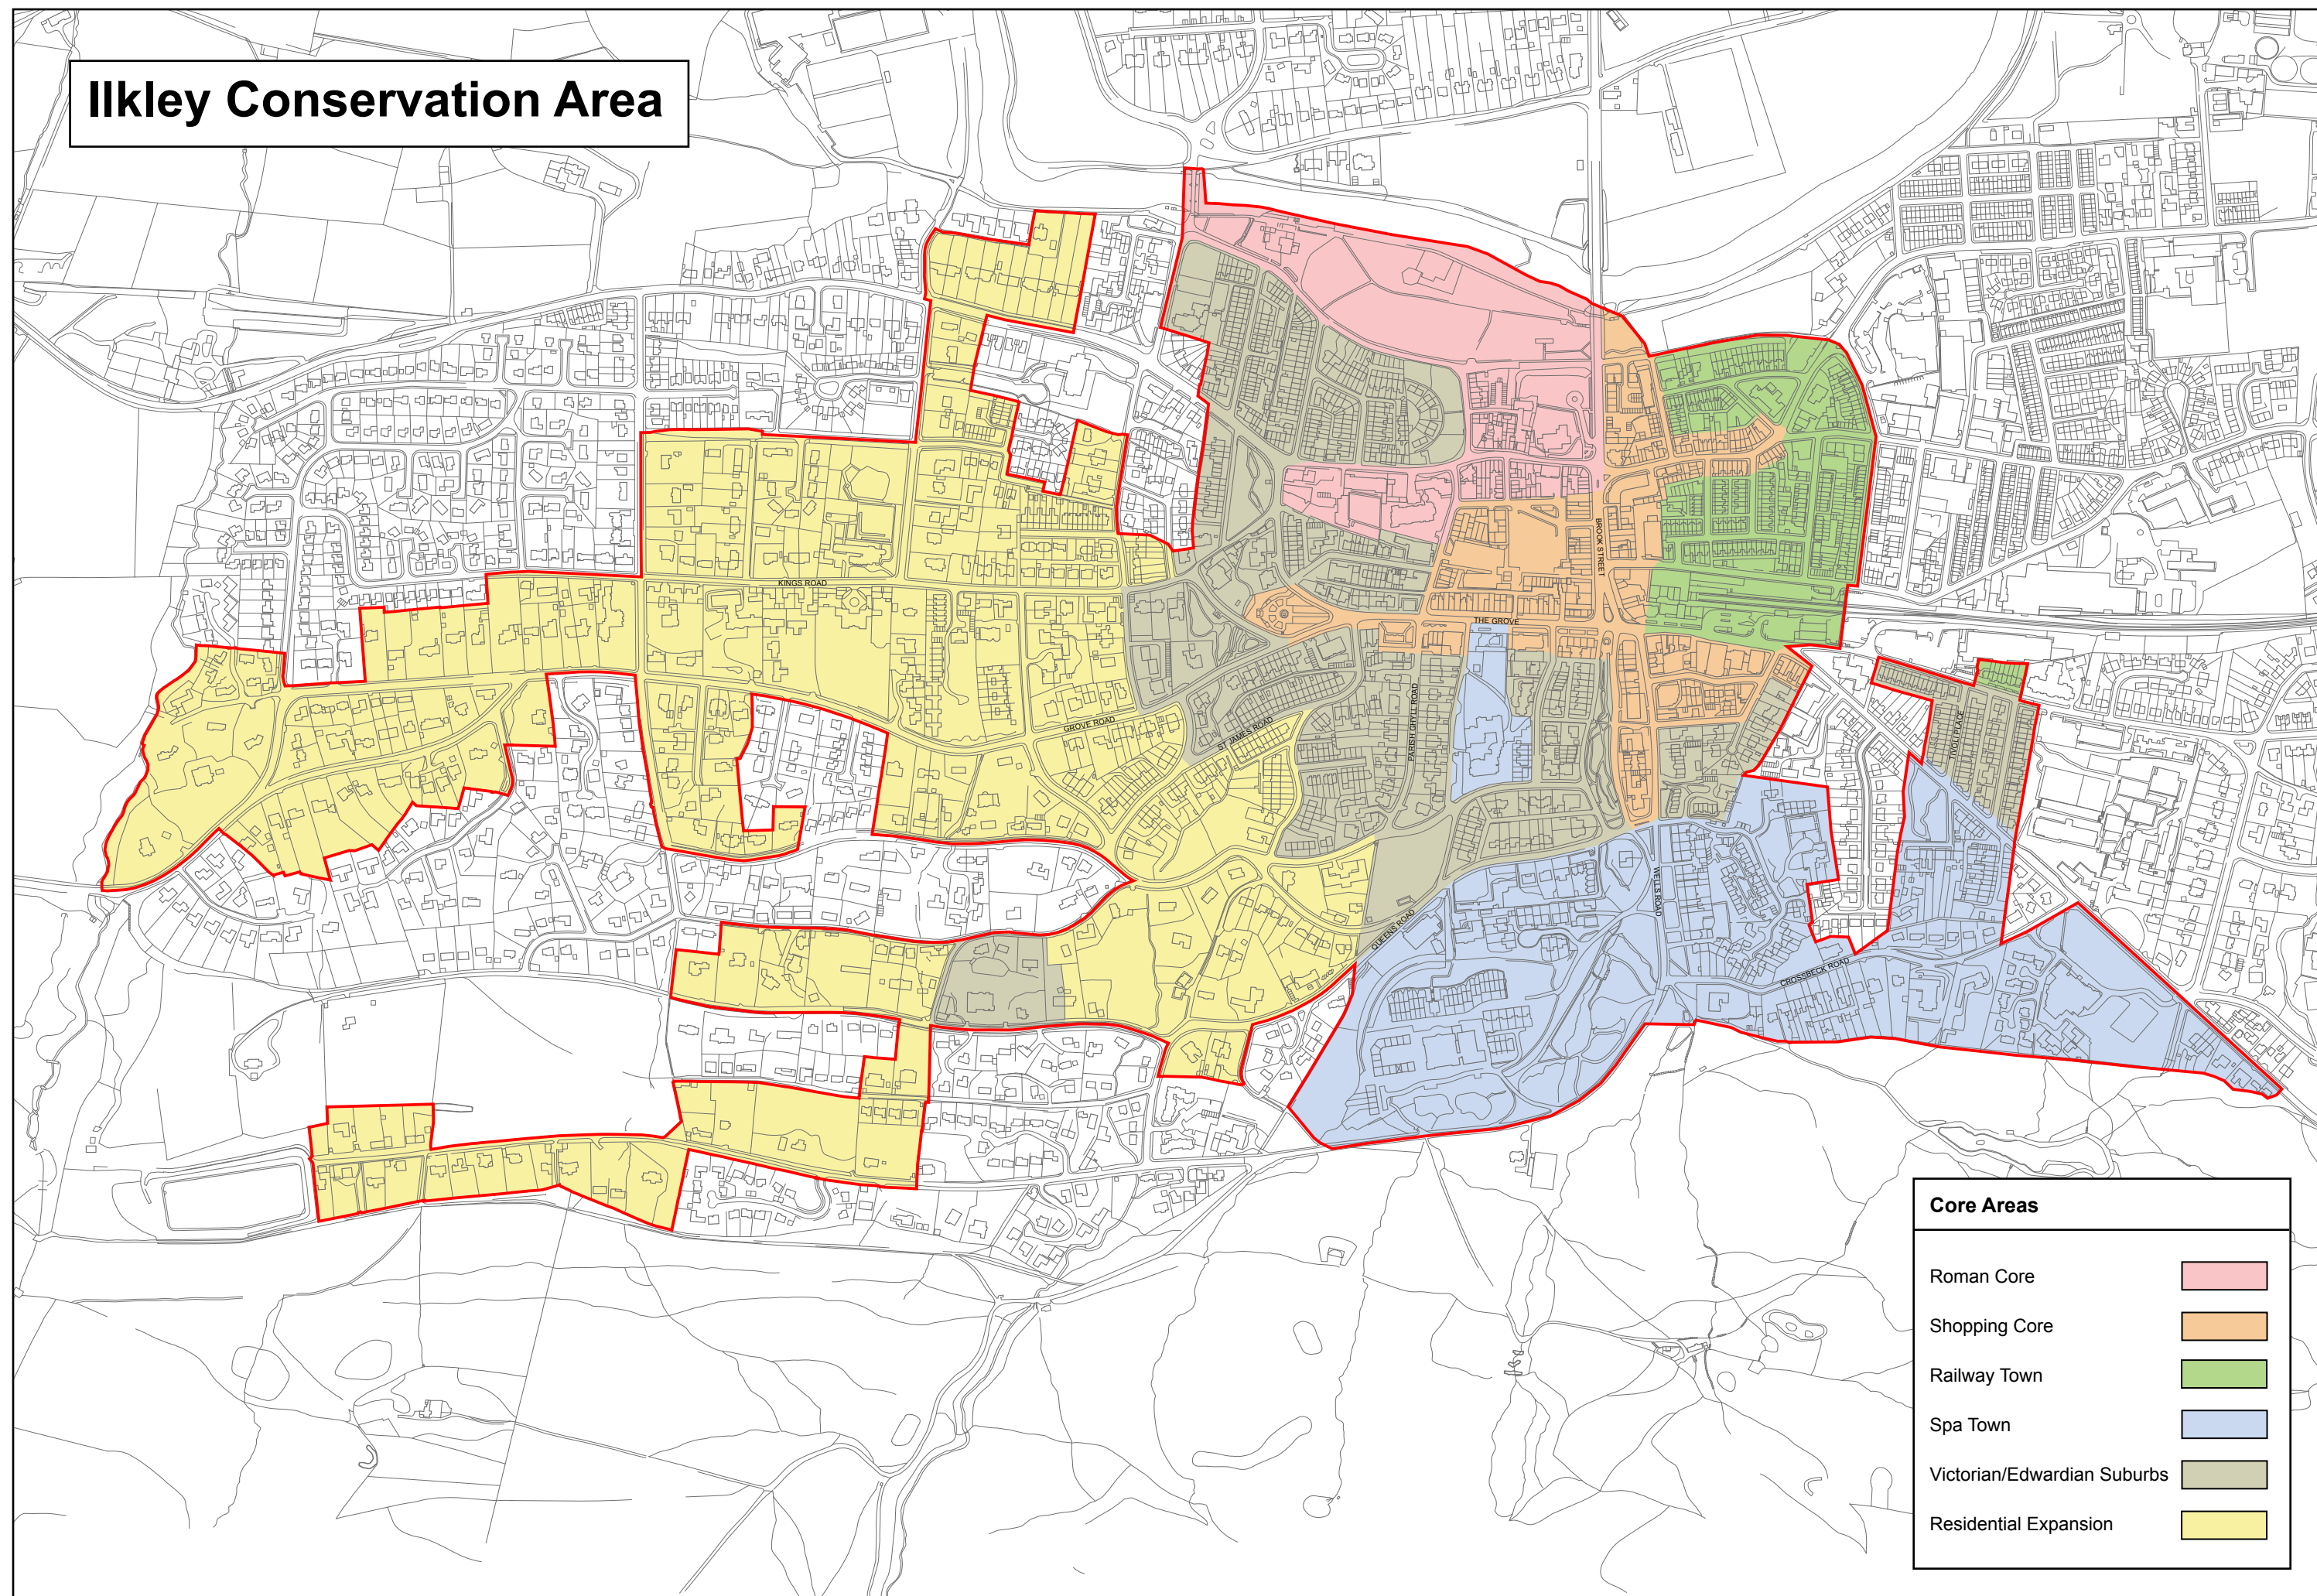 Ilkley Conservation Area
BROOK STREET
KINGS ROAD
THE GROVE
GROVE ROAD
ST JAMES ROAD
PARISH GHYLL ROAD
TIVOLI PLACE
WELLS ROAD
QUEENS ROAD
CROSSBECK ROAD
Core Areas
Roman Core
Shopping Core
Railway Town
Spa Town
Victorian/Edwardian Suburbs
Residential Expansion